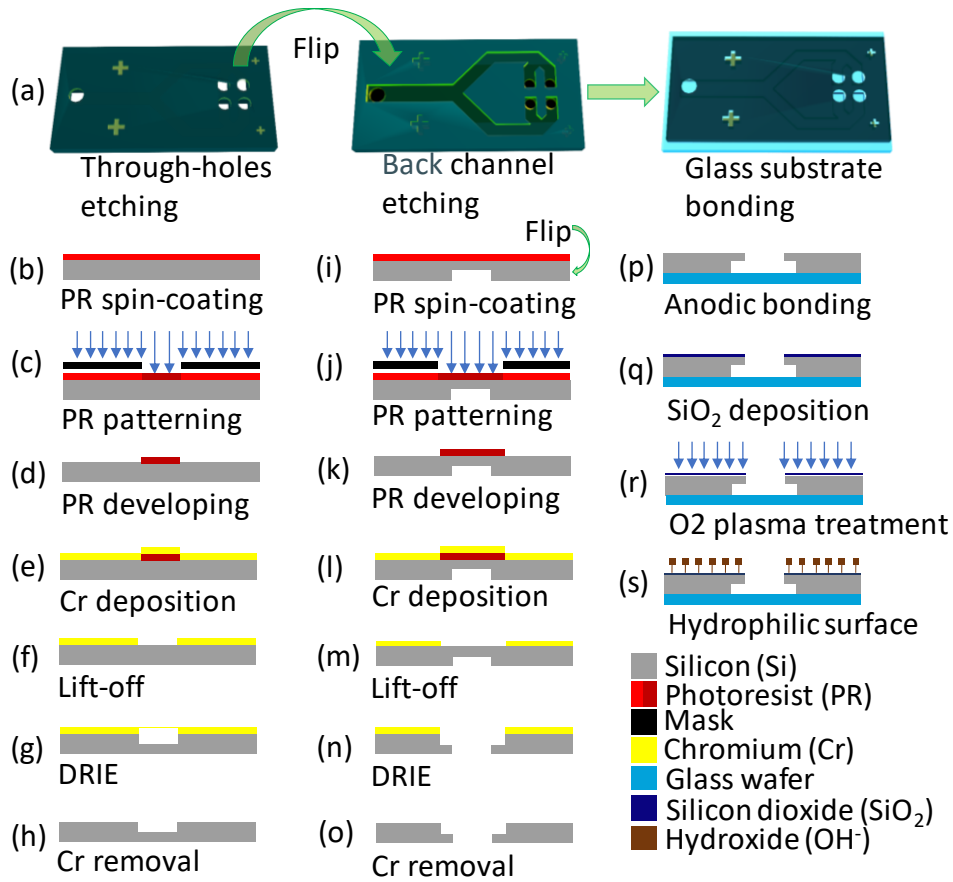 Flip
(a)
Through-holes
etching
Back channel
etching
Glass substrate
bonding
(b)
PR spin-coating
(c)
PR patterning
(d)
PR developing
(e)
Cr deposition
(f)
Lift-off
(g)
DRIE
(h)
Cr removal
Flip
(i)
PR spin-coating
(j)
PR patterning
(k)
PR developing
(l)
Cr deposition
(m)
Lift-off
(n)
DRIE
(o)
Cr removal
(p)
Anodic bonding
(q)
SiO₂ deposition
(r)
O2 plasma treatment
(s)
Hydrophilic surface
Silicon (Si)
Photoresist (PR)
Mask
Chromium (Cr)
Glass wafer
Silicon dioxide (SiO₂)
Hydroxide (OH⁻)